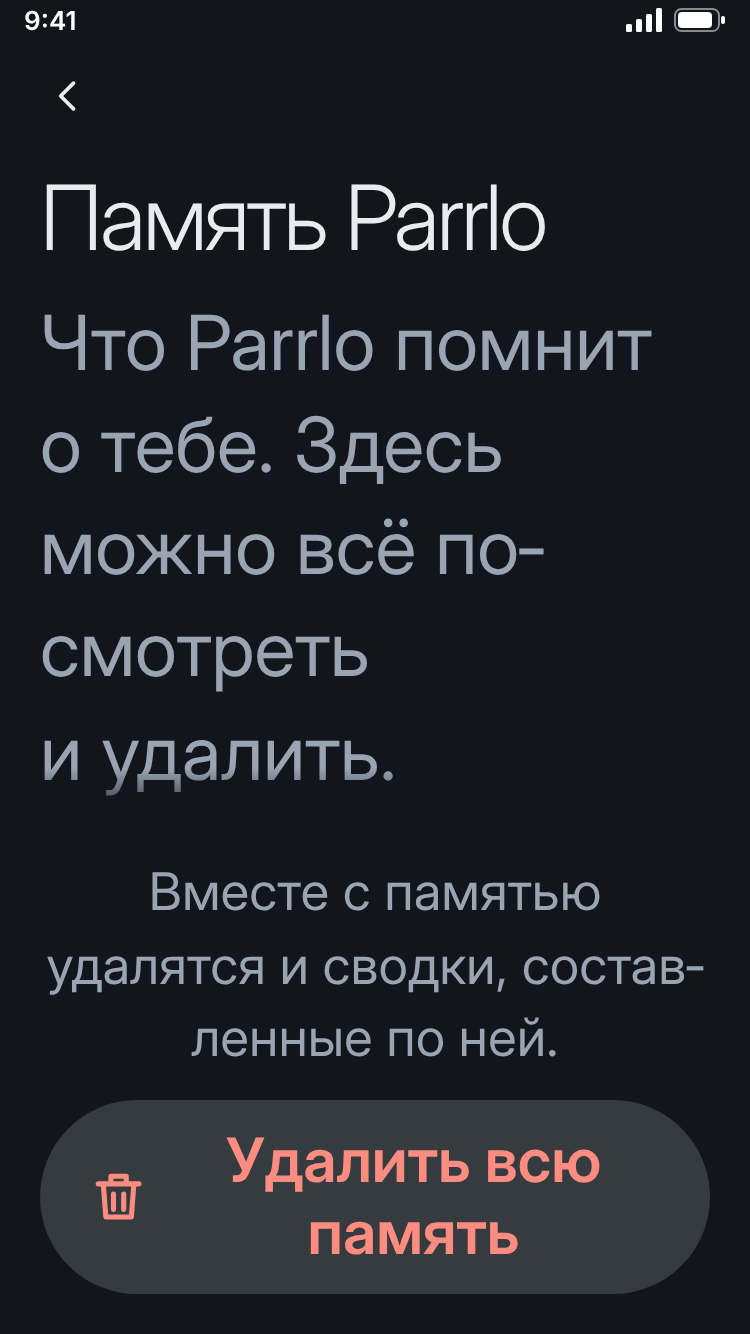 9:41
Память Parrlo
Что Parrlo помнит
о тебе. Здесь
можно всё по-
смотреть
и удалить.
Вместе с памятью
удалятся и сводки, состав-
ленные по ней.
Удалить всю
память